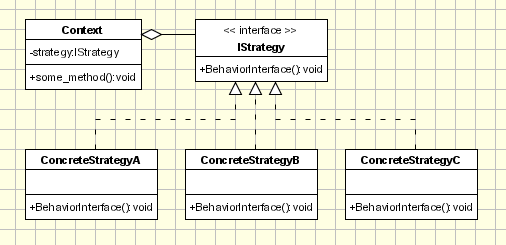 Context
-strategy:IStrategy
+some_method():void
<< interface >>
IStrategy
+BehaviorInterface():void
ConcreteStrategyA
+BehaviorInterface():void
ConcreteStrategyB
+BehaviorInterface():void
ConcreteStrategyC
+BehaviorInterface():void